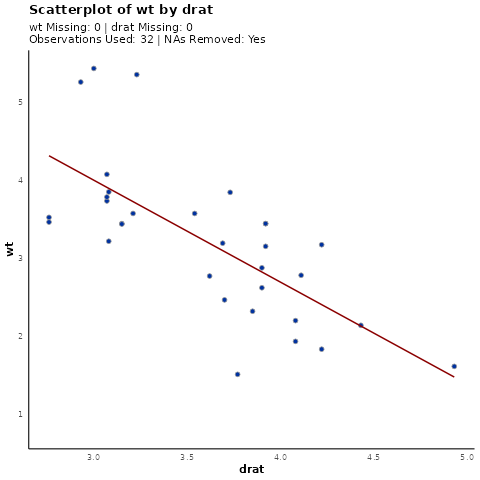 Scatterplot of wt by drat
wt Missing: 0 | drat Missing: 0
Observations Used: 32 | NAs Removed: Yes
5
4
3
2
1
wt
3.0 3.5 4.0 4.5 5.0
drat